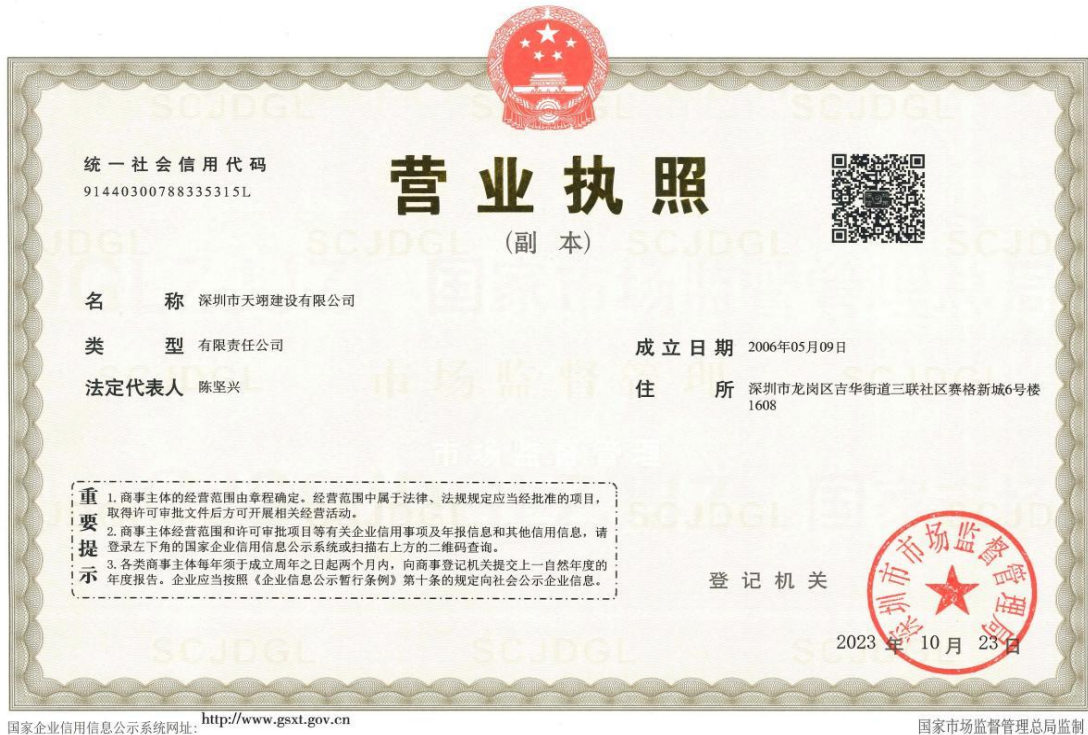 统一社会信用代码
91440300788335315L
营业执照
(副 本)
名 称 深圳市天翊建设有限公司
类 型 有限责任公司
成立日期 2006年05月09日
法定代表人 陈坚兴
住 所 深圳市龙岗区吉华街道三联社区赛格新城6号楼
1608
重要提示
1. 商事主体的经营范围由章程确定。经营范围中属于法律、法规规定应当经批准的项目，
取得许可审批文件后方可开展相关经营活动。
2. 商事主体经营范围和许可审批项目等有关企业信用事项及年报信息和其他信用信息，请
登录左下角的国家企业信用信息公示系统或扫描右上方的二维码查询。
3. 各类商事主体每年须于成立周年之日起两个月内，向商事登记机关提交上一自然年度的
年度报告。企业应当按照《企业信息公示暂行条例》第十条的规定向社会公示企业信息。
登记机关
深圳市市场监督管理局
2023 年 10 月 23 日
国家企业信用信息公示系统网址: http://www.gsxt.gov.cn
国家市场监督管理总局监制
SCJDGL
市场监督管理